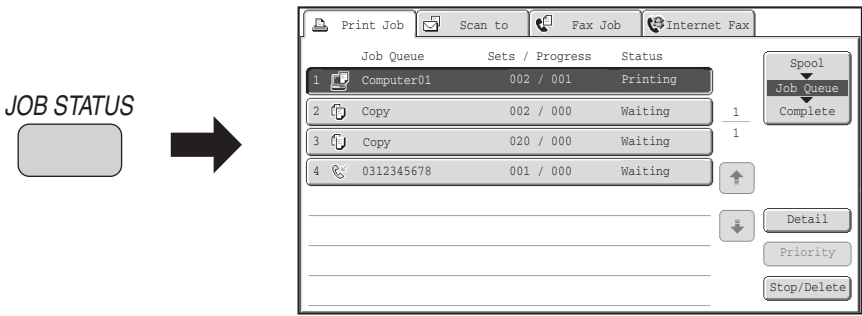 JOB STATUS
Print Job Scan to Fax Job Internet Fax
Job Queue Sets / Progress Status
1 Computer01 002 / 001 Printing
2 Copy 002 / 000 Waiting
3 Copy 020 / 000 Waiting
4 0312345678 001 / 000 Waiting
1
1
Spool
Job Queue
Complete
Detail
Priority
Stop/Delete